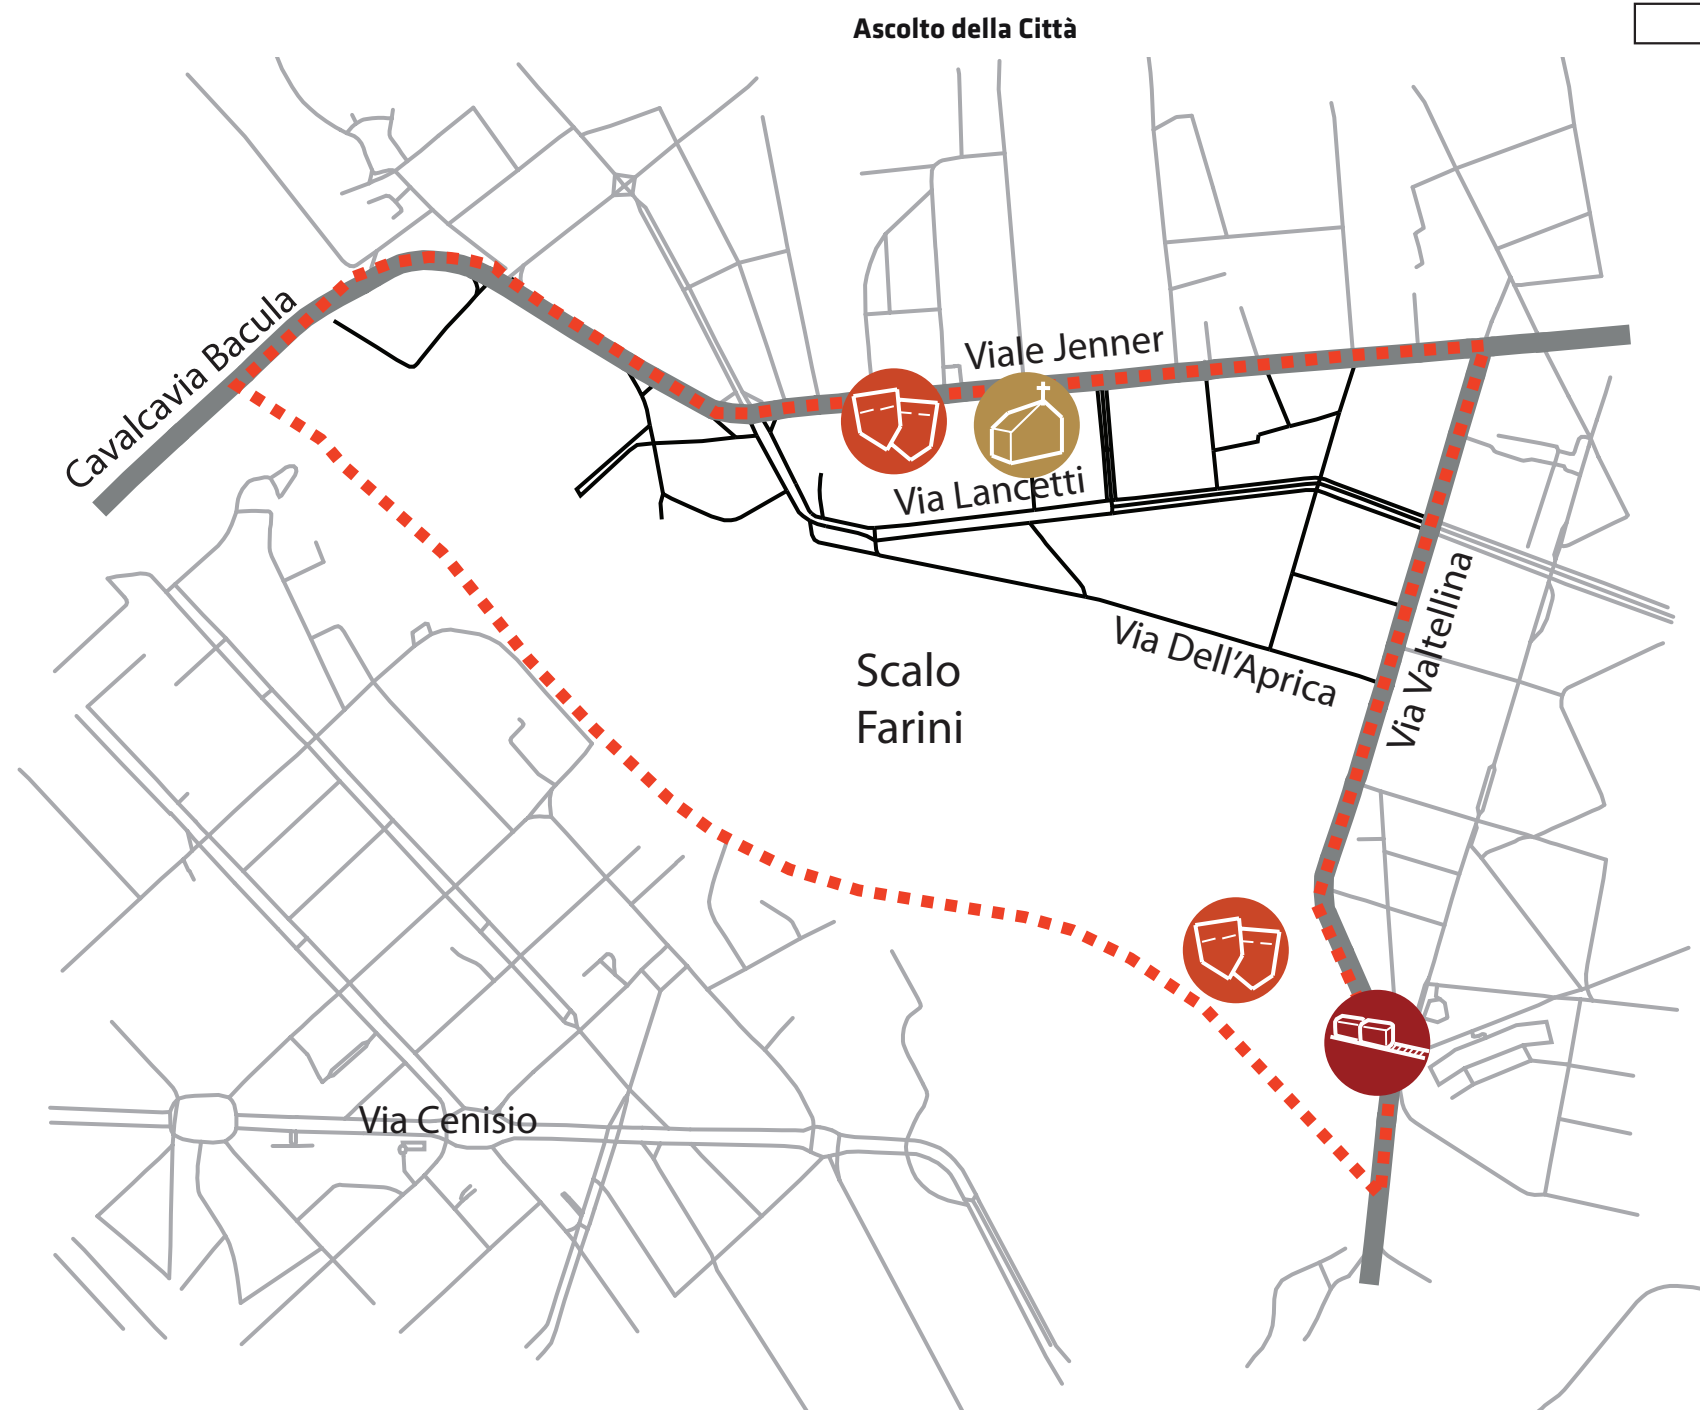 Ascolto della Città
Cavalcavia Bacula
Viale Jenner
Via Lancetti
Via Dell'Aprica
Via Valtellina
Scalo
Farini
Via Cenisio